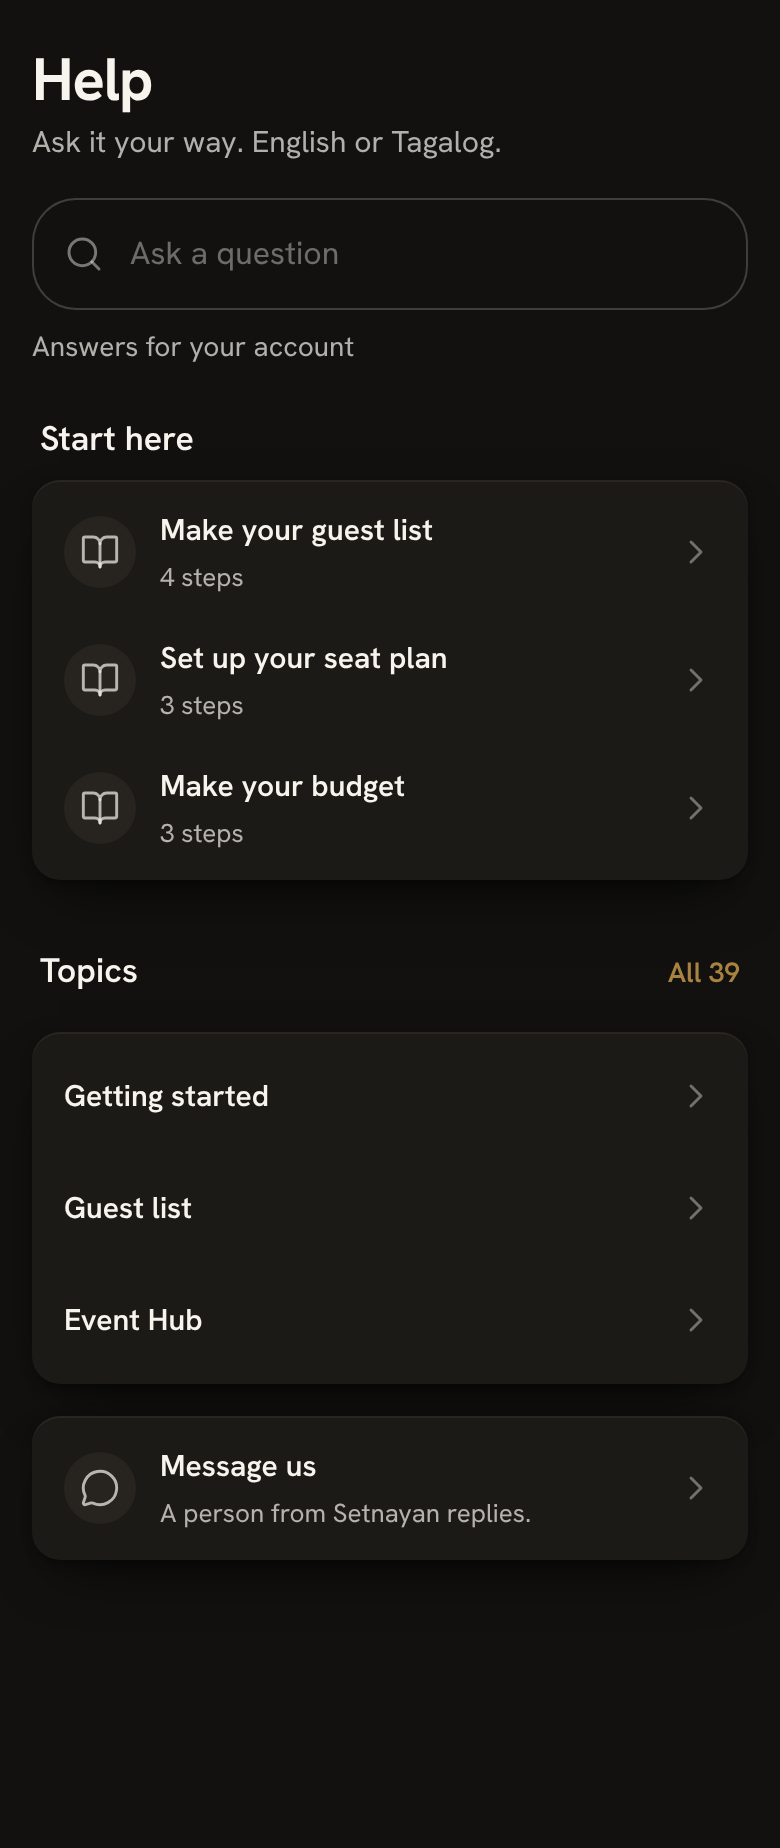 Help
Ask it your way. English or Tagalog.
Ask a question
Answers for your account
Start here
Make your guest list
4 steps
Set up your seat plan
3 steps
Make your budget
3 steps
Topics
All 39
Getting started
Guest list
Event Hub
Message us
A person from Setnayan replies.